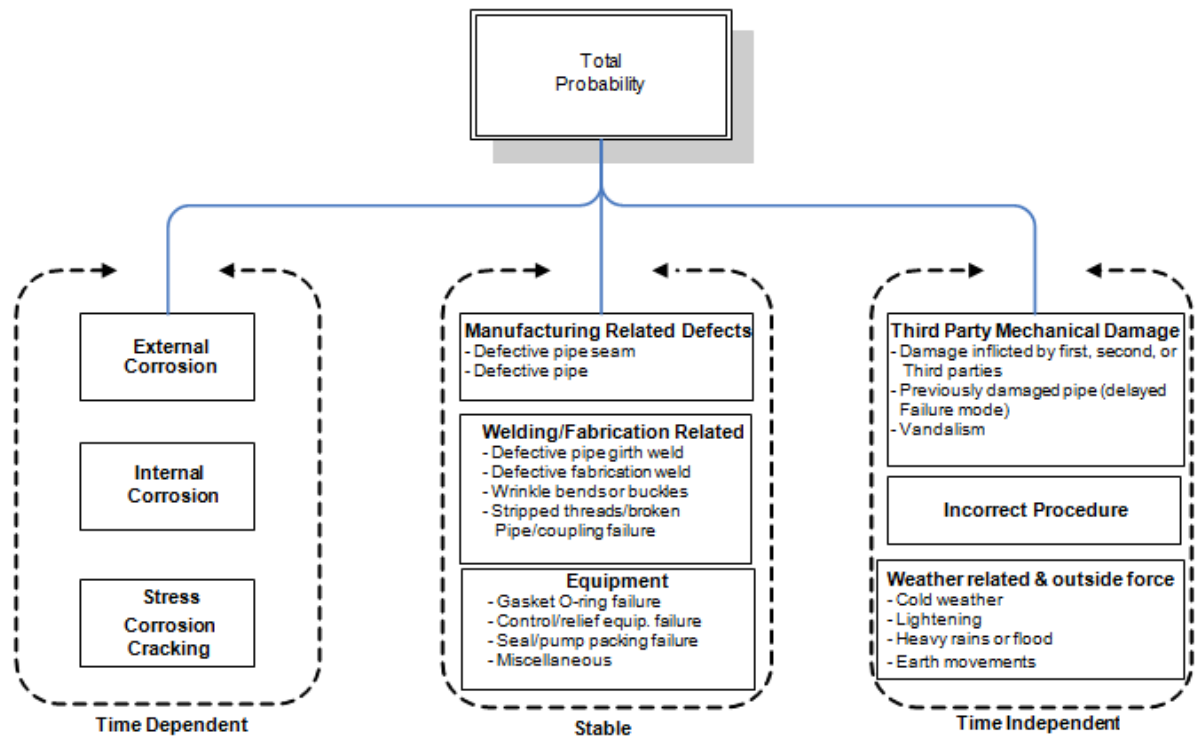 Total
Probability
External
Corrosion
Internal
Corrosion
Stress
Corrosion
Cracking
Time Dependent
Manufacturing Related Defects
- Defective pipe seam
- Defective pipe
Welding/Fabrication Related
- Defective pipe girth weld
- Defective fabrication weld
- Wrinkle bends or buckles
- Stripped threads/broken
Pipe/coupling failure
Equipment
- Gasket O-ring failure
- Control/relief equip. failure
- Seal/pump packing failure
- Miscellaneous
Stable
Third Party Mechanical Damage
- Damage inflicted by first, second, or
Third parties
- Previously damaged pipe (delayed
Failure mode)
- Vandalism
Incorrect Procedure
Weather related & outside force
- Cold weather
- Lightening
- Heavy rains or flood
- Earth movements
Time Independent